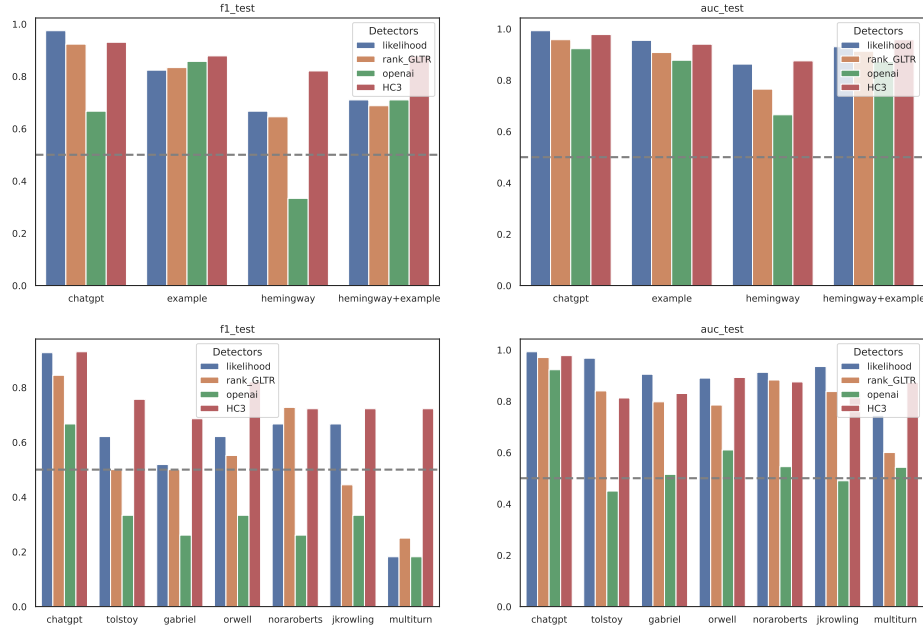 f1_test
1.0
0.8
0.6
0.4
0.2
0.0
Detectors
likelihood
rank_GLTR
openai
HC3
chatgpt example hemingway hemingway+example
auc_test
1.0
0.8
0.6
0.4
0.2
0.0
Detectors
likelihood
rank_GLTR
openai
HC3
chatgpt example hemingway hemingway+example
f1_test
0.8
0.6
0.4
0.2
0.0
Detectors
likelihood
rank_GLTR
openai
HC3
chatgpt tolstoy gabriel orwell noraroberts jkrowling multiturn
auc_test
1.0
0.8
0.6
0.4
0.2
0.0
Detectors
likelihood
rank_GLTR
openai
HC3
chatgpt tolstoy gabriel orwell noraroberts jkrowling multiturn